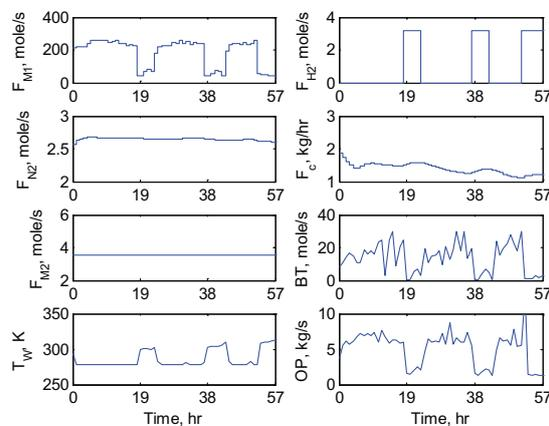 F_M1, mole/s
400
200
0
0 19 38 57
F_H2, mole/s
4
2
0
0 19 38 57
F_N2, mole/s
3
2.5
2
0 19 38 57
F_c, kg/hr
3
2
1
0 19 38 57
F_M2, mole/s
6
4
2
0 19 38 57
BT, mole/s
40
20
0
0 19 38 57
T_W, K
350
300
250
0 19 38 57
Time, hr
OP, kg/s
10
5
0
0 19 38 57
Time, hr